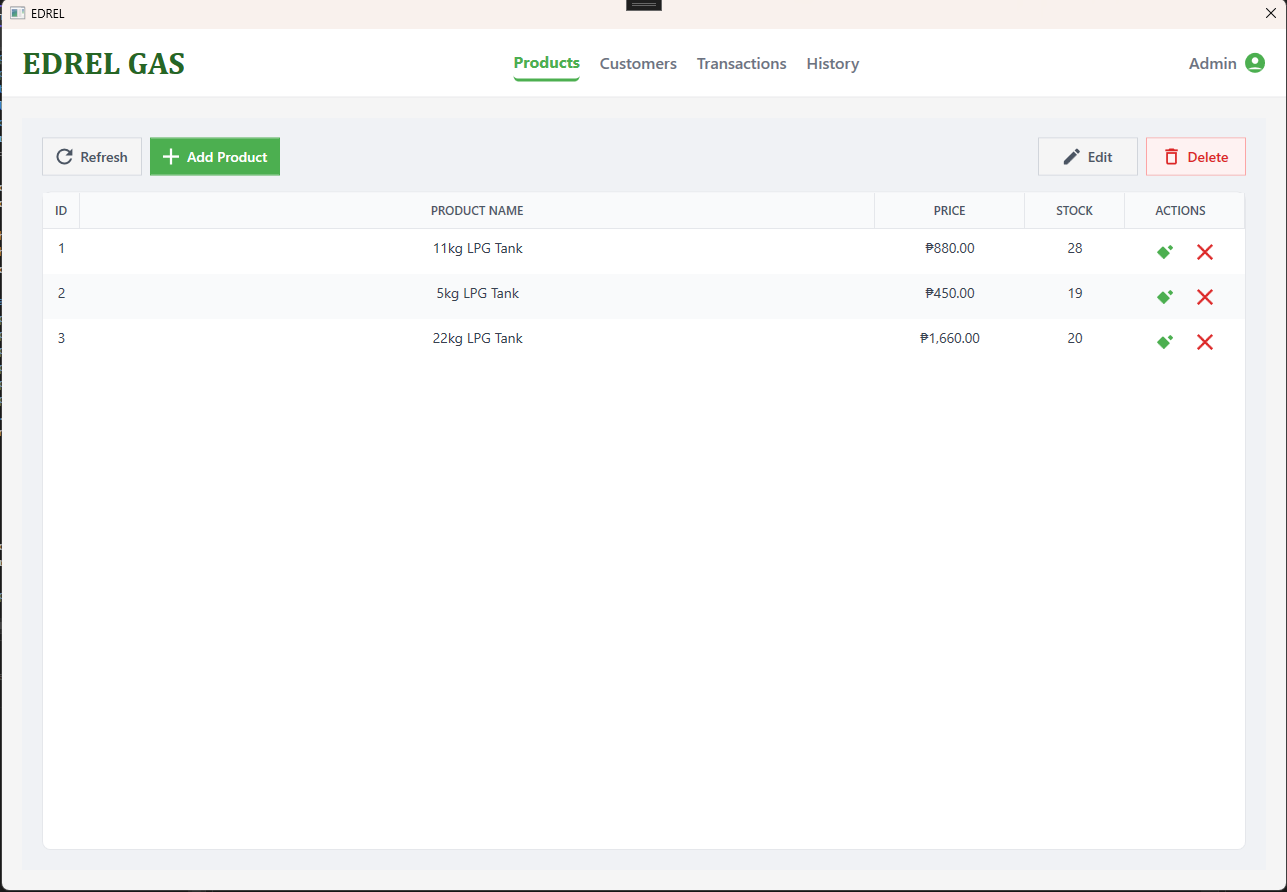 EDREL
EDREL GAS
Products Customers Transactions History
Admin
Refresh Add Product Edit Delete
ID PRODUCT NAME PRICE STOCK ACTIONS
1 11kg LPG Tank ₱880.00 28
2 5kg LPG Tank ₱450.00 19
3 22kg LPG Tank ₱1,660.00 20